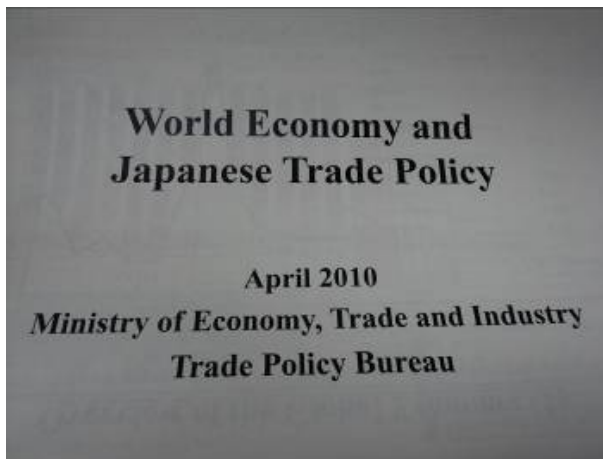 World Economy and
Japanese Trade Policy
April 2010
Ministry of Economy, Trade and Industry
Trade Policy Bureau